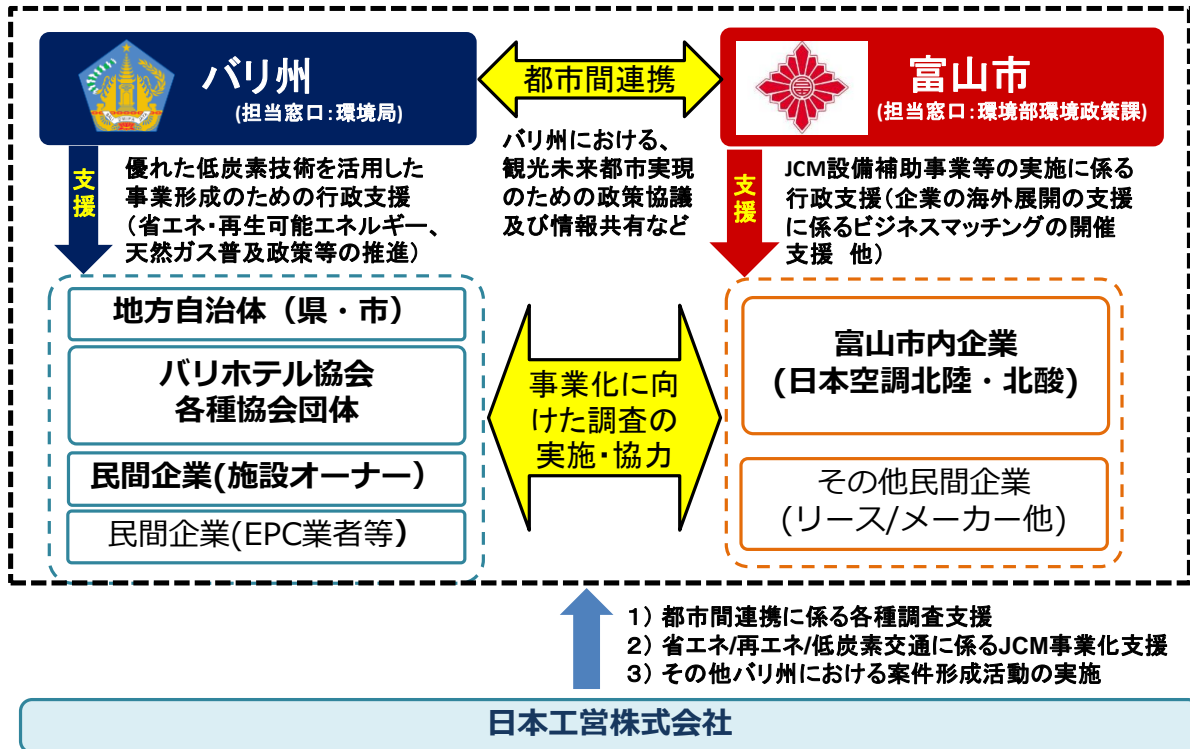 バリ州
(担当窓口:環境局)
都市間連携
富山市
(担当窓口:環境部環境政策課)
バリ州における、
観光未来都市実現
のための政策協議
及び情報共有など
支援
優れた低炭素技術を活用した
事業形成のための行政支援
(省エネ・再生可能エネルギー、
天然ガス普及政策等の推進)
支援
JCM設備補助事業等の実施に係る
行政支援(企業の海外展開の支援
に係るビジネスマッチングの開催
支援 他)
地方自治体(県・市)
バリホテル協会
各種協会団体
民間企業(施設オーナー)
民間企業(EPC業者等)
事業化に向
けた調査の
実施・協力
富山市内企業
(日本空調北陸・北酸)
その他民間企業
(リース/メーカー他)
1) 都市間連携に係る各種調査支援
2) 省エネ/再エネ/低炭素交通に係るJCM事業化支援
3) その他バリ州における案件形成活動の実施
日本工営株式会社